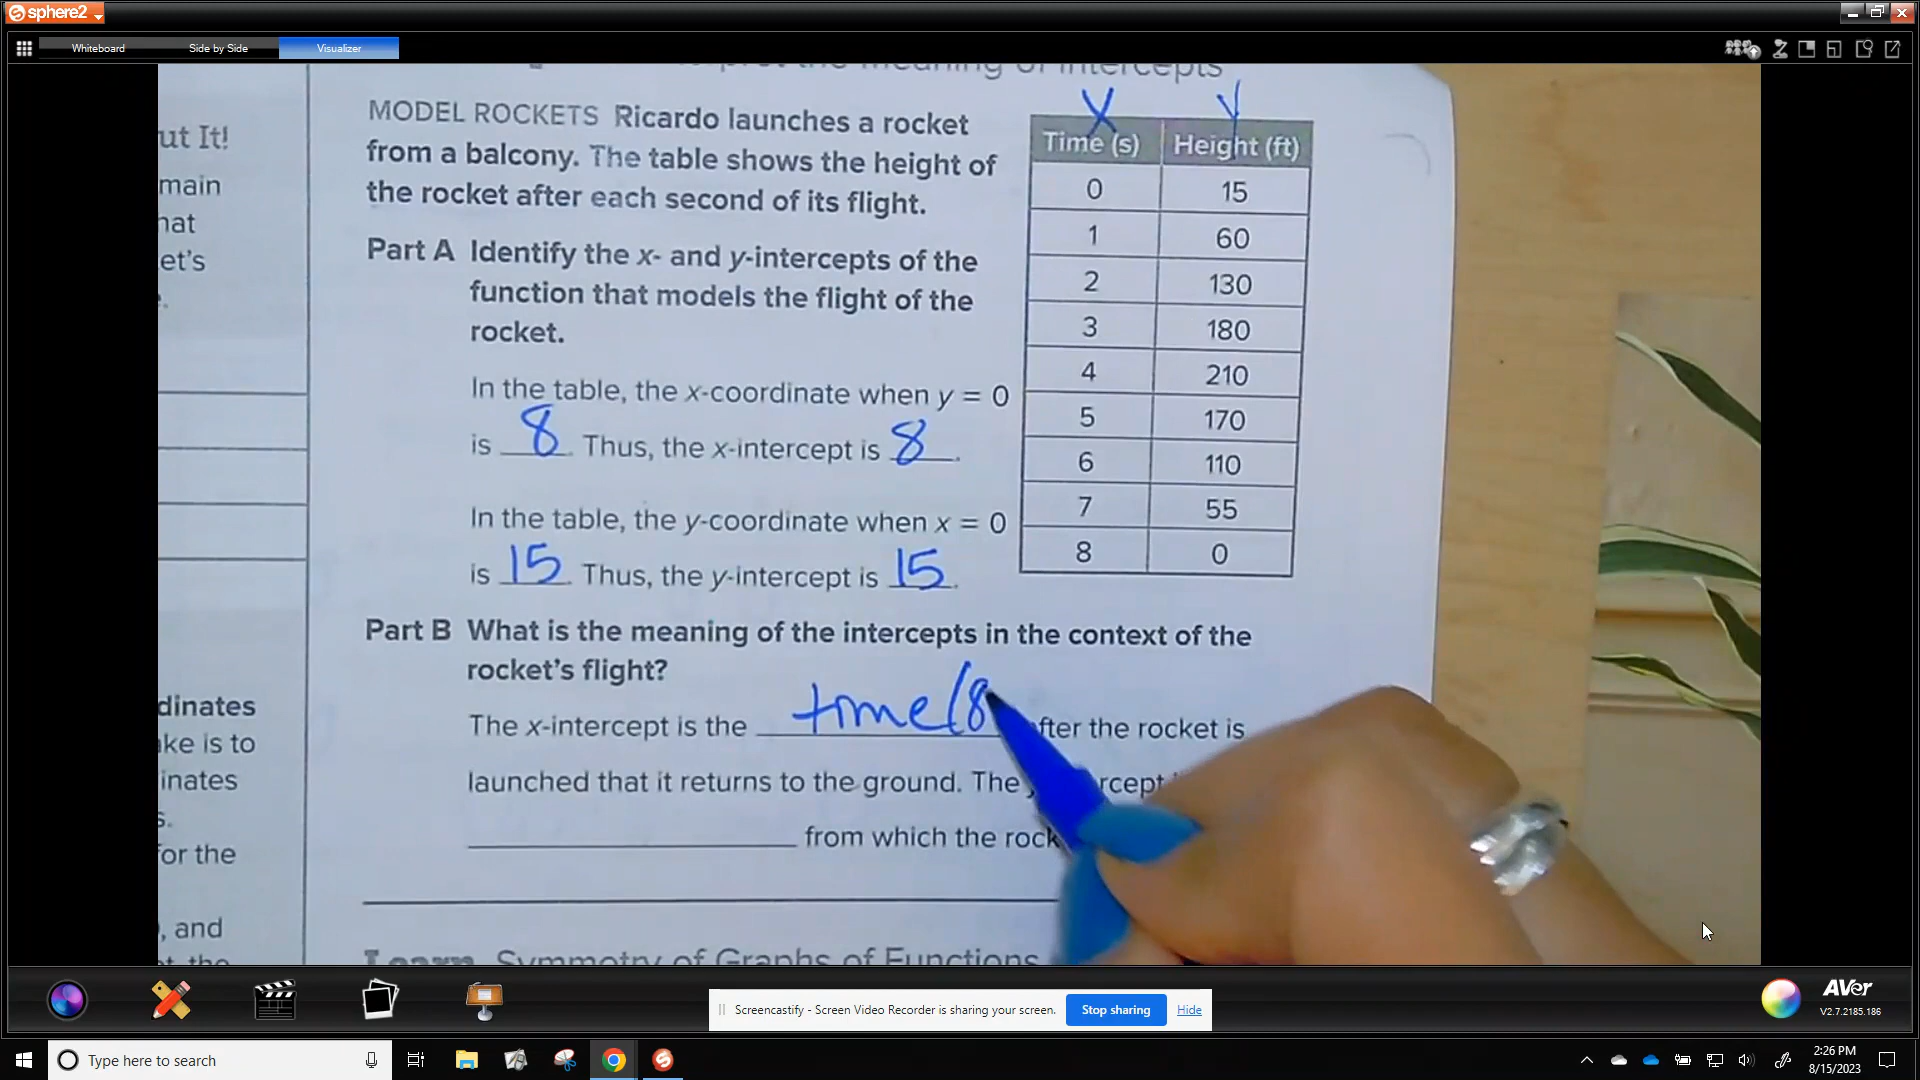 sphere2
Whiteboard Side by Side Visualizer
the meaning of intercepts
ut It!
main
hat
et's
dinates
ke is to
inates
s.
for the
, and
MODEL ROCKETS Ricardo launches a rocket
from a balcony. The table shows the height of
the rocket after each second of its flight.
Part A Identify the x- and y-intercepts of the
function that models the flight of the
rocket.
In the table, the x-coordinate when y = 0
is 8. Thus, the x-intercept is 8.
In the table, the y-coordinate when x = 0
is 15. Thus, the y-intercept is 15.
X Y
Time (s) Height (ft)
0 15
1 60
2 130
3 180
4 210
5 170
6 110
7 55
8 0
Part B What is the meaning of the intercepts in the context of the
rocket's flight?
The x-intercept is the time (8 fter the rocket is
launched that it returns to the ground. The rcept
from which the rock
Learn Symmetry of Graphs of Functions
Screencastify - Screen Video Recorder is sharing your screen. Stop sharing Hide
AVer
V2.7.2185.186
Type here to search
2:26 PM
8/15/2023